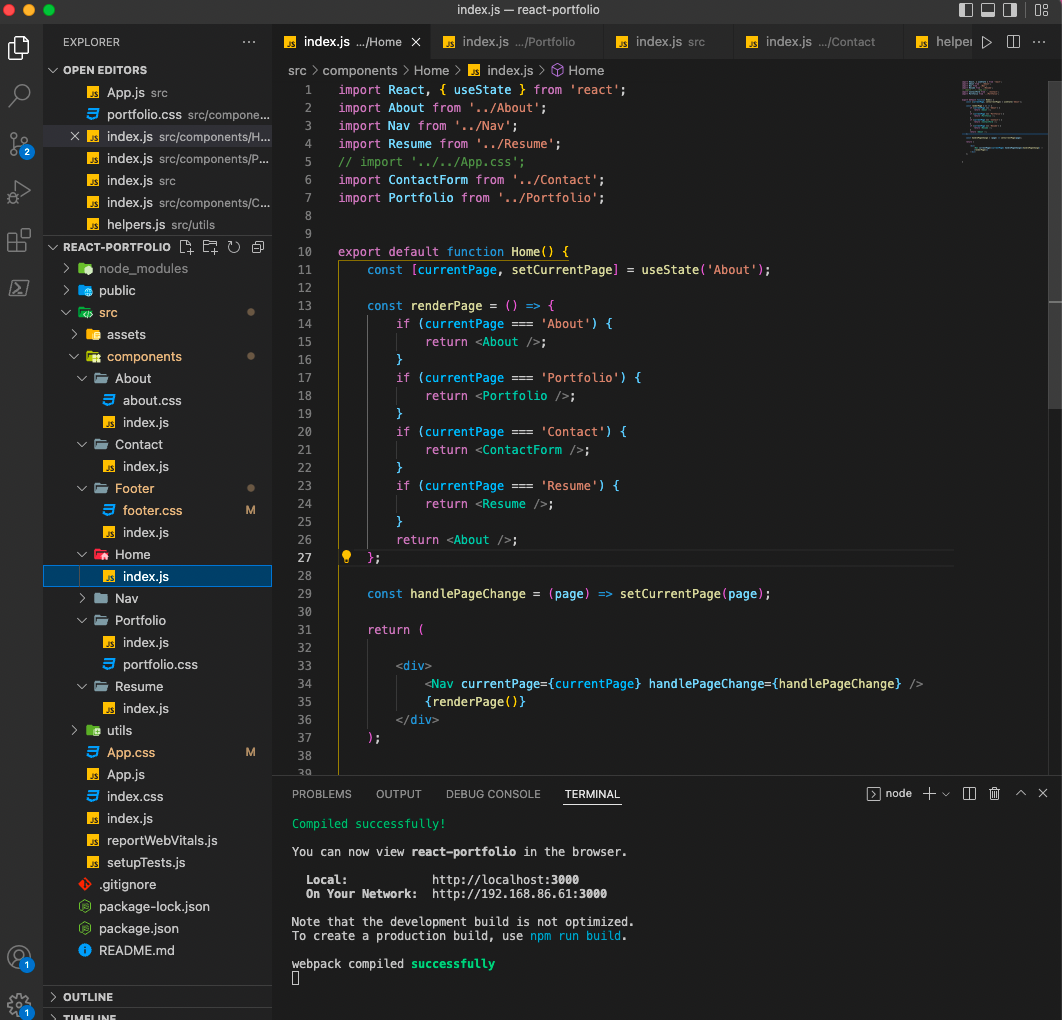 index.js — react-portfolio
EXPLORER
OPEN EDITORS
App.js src
portfolio.css src/compone...
index.js src/components/H...
index.js src/components/P...
index.js src
index.js src/components/C...
helpers.js src/utils
REACT-PORTFOLIO
node_modules
public
src
assets
components
About
about.css
index.js
Contact
index.js
Footer
footer.css M
index.js
Home
index.js
Nav
Portfolio
index.js
portfolio.css
Resume
index.js
utils
App.css M
App.js
index.css
index.js
reportWebVitals.js
setupTests.js
.gitignore
package-lock.json
package.json
README.md
OUTLINE
TIMELINE
2
1
1
index.js .../Home index.js .../Portfolio index.js src index.js .../Contact helper
src > components > Home > index.js > Home
1 import React, { useState } from 'react';
2 import About from '../About';
3 import Nav from '../Nav';
4 import Resume from '../Resume';
5 // import '../../App.css';
6 import ContactForm from '../Contact';
7 import Portfolio from '../Portfolio';
8
9
10 export default function Home() {
11 const [currentPage, setCurrentPage] = useState('About');
12
13 const renderPage = () => {
14 if (currentPage === 'About') {
15 return <About />;
16 }
17 if (currentPage === 'Portfolio') {
18 return <Portfolio />;
19 }
20 if (currentPage === 'Contact') {
21 return <ContactForm />;
22 }
23 if (currentPage === 'Resume') {
24 return <Resume />;
25 }
26 return <About />;
27 };
28
29 const handlePageChange = (page) => setCurrentPage(page);
30
31 return (
32
33 <div>
34 <Nav currentPage={currentPage} handlePageChange={handlePageChange} />
35 {renderPage()}
36 </div>
37 );
38
39
PROBLEMS OUTPUT DEBUG CONSOLE TERMINAL node
Compiled successfully!
You can now view react-portfolio in the browser.
Local: http://localhost:3000
On Your Network: http://192.168.86.61:3000
Note that the development build is not optimized.
To create a production build, use npm run build.
webpack compiled successfully